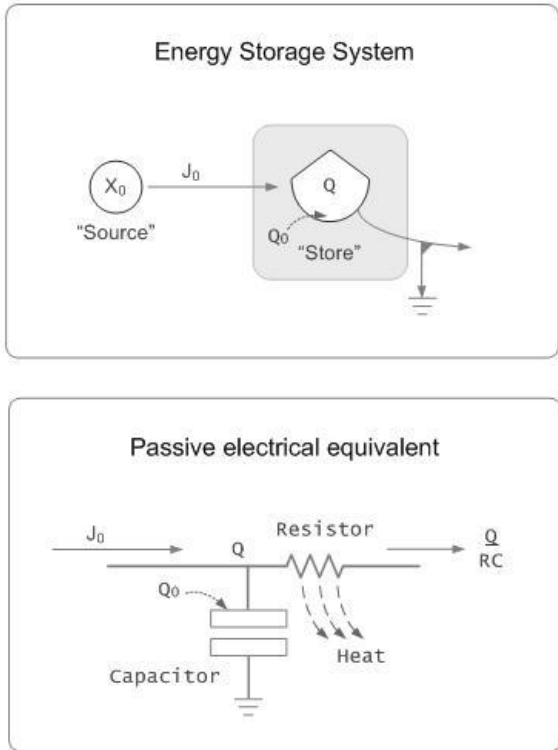 Energy Storage System
J₀
X₀
Q
Q₀
“Source”
“Store”
Passive electrical equivalent
Resistor
J₀
Q
Q
RC
Q₀
Heat
Capacitor